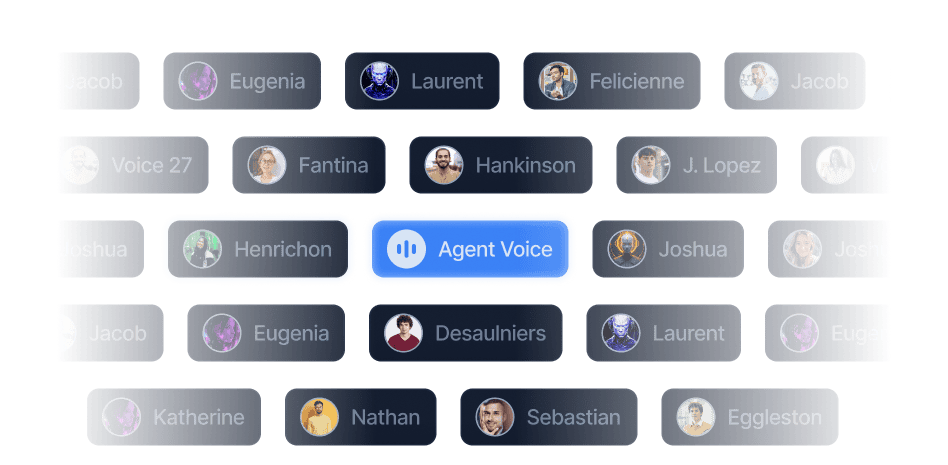 Jacob Eugenia Laurent Felicienne Jacob
Voice 27 Fantina Hankinson J. Lopez
Joshua Henrichon Agent Voice Joshua
Jacob Eugenia Desaulniers Laurent Euge
Katherine Nathan Sebastian Eggleston